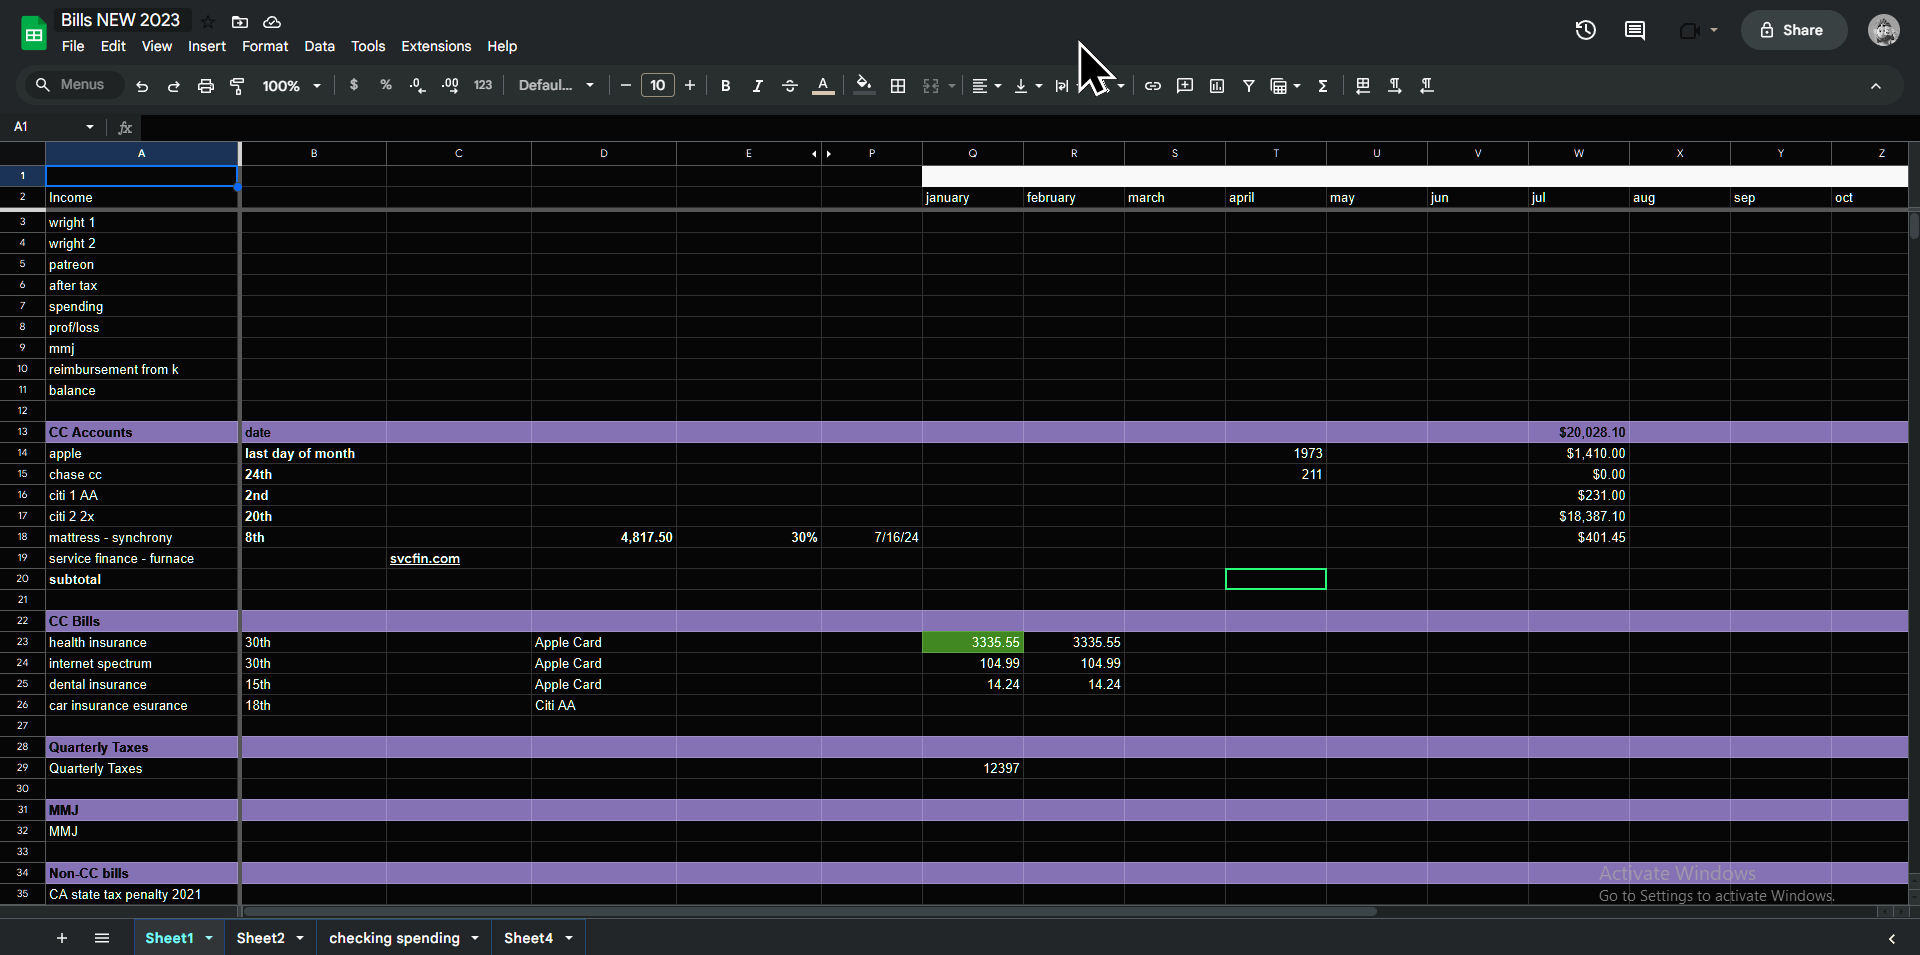 Bills NEW 2023
File Edit View Insert Format Data Tools Extensions Help
Share
Menus 100% $ % .0 .00 123 Defaul... − 10 + B I A Σ
A1 fx
A B C D E P Q R S T U V W X Y Z
1
2 Income january february march april may jun jul aug sep oct
3 wright 1
4 wright 2
5 patreon
6 after tax
7 spending
8 prof/loss
9 mmj
10 reimbursement from k
11 balance
12
13 CC Accounts date $20,028.10
14 apple last day of month 1973 $1,410.00
15 chase cc 24th 211 $0.00
16 citi 1 AA 2nd $231.00
17 citi 2 2x 20th $18,387.10
18 mattress - synchrony 8th 4,817.50 30% 7/16/24 $401.45
19 service finance - furnace svcfin.com
20 subtotal
21
22 CC Bills
23 health insurance 30th Apple Card 3335.55 3335.55
24 internet spectrum 30th Apple Card 104.99 104.99
25 dental insurance 15th Apple Card 14.24 14.24
26 car insurance esurance 18th Citi AA
27
28 Quarterly Taxes
29 Quarterly Taxes 12397
30
31 MMJ
32 MMJ
33
34 Non-CC bills
35 CA state tax penalty 2021
Activate Windows
Go to Settings to activate Windows.
+ Sheet1 Sheet2 checking spending Sheet4